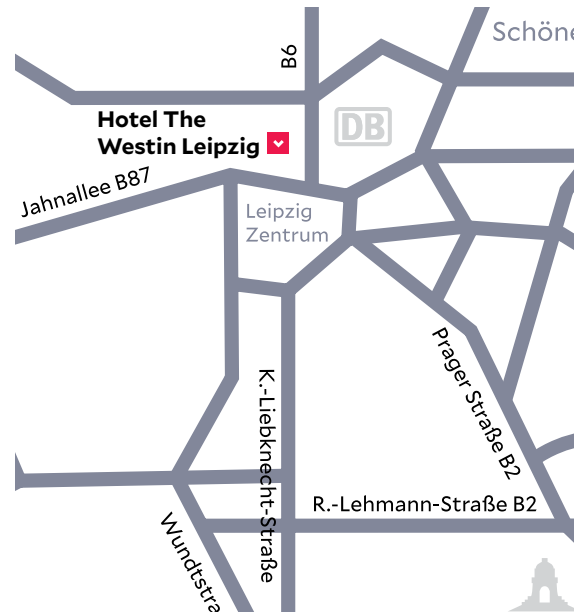 Schöne
B6
DB
Hotel The
Westin Leipzig
Jahnallee B87
Leipzig
Zentrum
Prager Straße B2
K.-Liebknecht-Straße
R.-Lehmann-Straße B2
Wundtstra